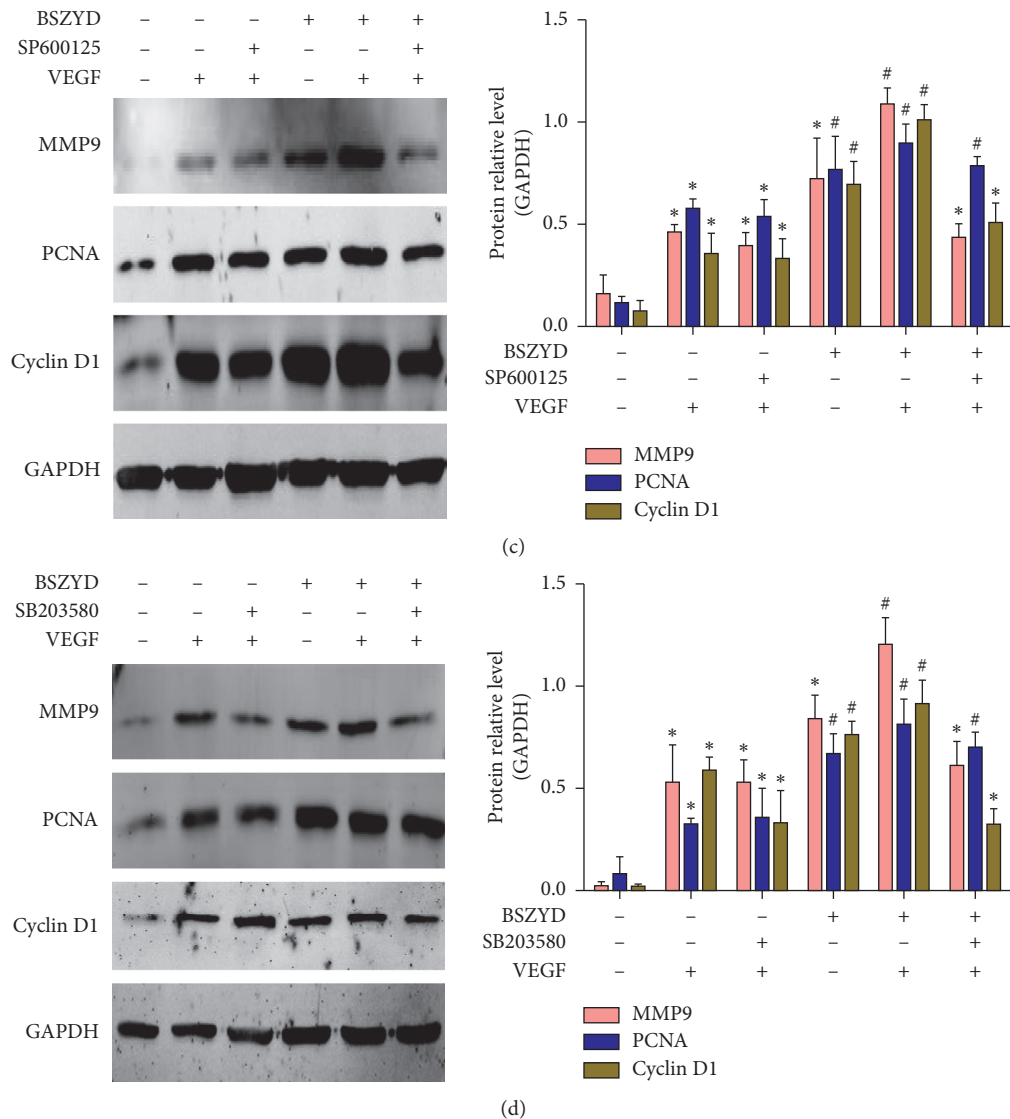 BSZYD – – – + + +
SP600125 – – + – – +
VEGF – + + – + +
MMP9
PCNA
Cyclin D1
GAPDH
Protein relative level
(GAPDH)
1.5
1.0
0.5
0.0
* * * * * * * # # # # # * # *
BSZYD – – – + + +
SP600125 – – + – – +
VEGF – + + – + +
MMP9
PCNA
Cyclin D1
(c)
BSZYD – – – + + +
SB203580 – – + – – +
VEGF – + + – + +
MMP9
PCNA
Cyclin D1
GAPDH
Protein relative level
(GAPDH)
1.5
1.0
0.5
0.0
* * * * * * * # # # # # * # *
BSZYD – – – + + +
SB203580 – – + – – +
VEGF – + + – + +
MMP9
PCNA
Cyclin D1
(d)